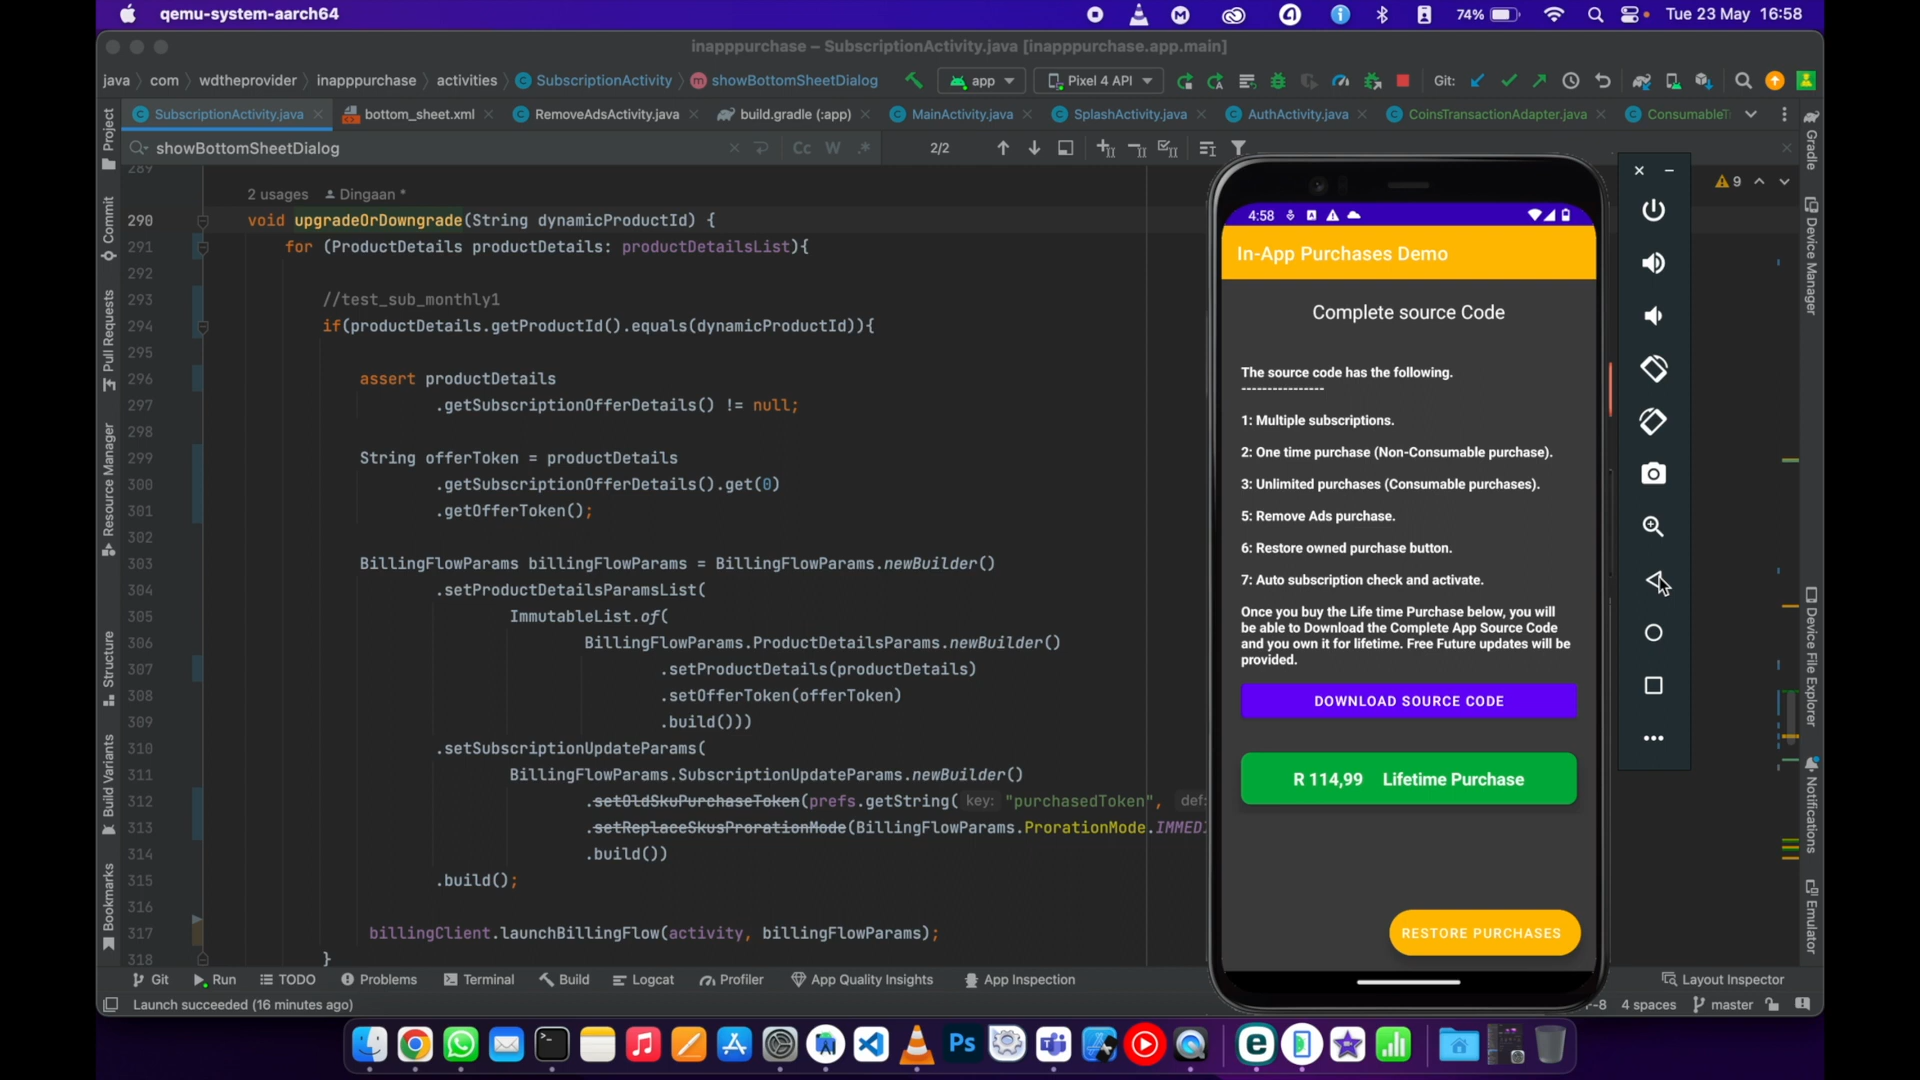 qemu-system-aarch64
74%
Tue 23 May 16:58
inapppurchase – SubscriptionActivity.java [inapppurchase.app.main]
java com wdtheprovider inapppurchase activities SubscriptionActivity showBottomSheetDialog
app
Pixel 4 API
Git:
SubscriptionActivity.java
bottom_sheet.xml
RemoveAdsActivity.java
build.gradle (:app)
MainActivity.java
SplashActivity.java
AuthActivity.java
CoinsTransactionAdapter.java
showBottomSheetDialog
Cc W .*
2/2
9
289
2 usages Dingaan *
290 void upgradeOrDowngrade(String dynamicProductId) {
291 for (ProductDetails productDetails: productDetailsList){
292
293 //test_sub_monthly1
294 if(productDetails.getProductId().equals(dynamicProductId)){
295
296 assert productDetails
297 .getSubscriptionOfferDetails() != null;
298
299 String offerToken = productDetails
300 .getSubscriptionOfferDetails().get(0)
301 .getOfferToken();
302
303 BillingFlowParams billingFlowParams = BillingFlowParams.newBuilder()
304 .setProductDetailsParamsList(
305 ImmutableList.of(
306 BillingFlowParams.ProductDetailsParams.newBuilder()
307 .setProductDetails(productDetails)
308 .setOfferToken(offerToken)
309 .build()))
310 .setSubscriptionUpdateParams(
311 BillingFlowParams.SubscriptionUpdateParams.newBuilder()
312 .setOldSkuPurchaseToken(prefs.getString( key: "purchasedToken", def:
313 .setReplaceSkusProrationMode(BillingFlowParams.ProrationMode.IMMEDI
314 .build())
315 .build();
316
317 billingClient.launchBillingFlow(activity, billingFlowParams);
318 }
Project
Commit
Pull Requests
Resource Manager
Structure
Build Variants
Bookmarks
4:58
In-App Purchases Demo
Complete source Code
The source code has the following.
----------------
1: Multiple subscriptions.
2: One time purchase (Non-Consumable purchase).
3: Unlimited purchases (Consumable purchases).
5: Remove Ads purchase.
6: Restore owned purchase button.
7: Auto subscription check and activate.
Once you buy the Life time Purchase below, you will
be able to Download the Complete App Source Code
and you own it for lifetime. Free Future updates will be
provided.
DOWNLOAD SOURCE CODE
R 114,99 Lifetime Purchase
RESTORE PURCHASES
Gradle
Device Manager
Device File Explorer
Notifications
Emulator
Git
Run
TODO
Problems
Terminal
Build
Logcat
Profiler
App Quality Insights
App Inspection
Layout Inspector
Launch succeeded (16 minutes ago)
4 spaces
master
Ps